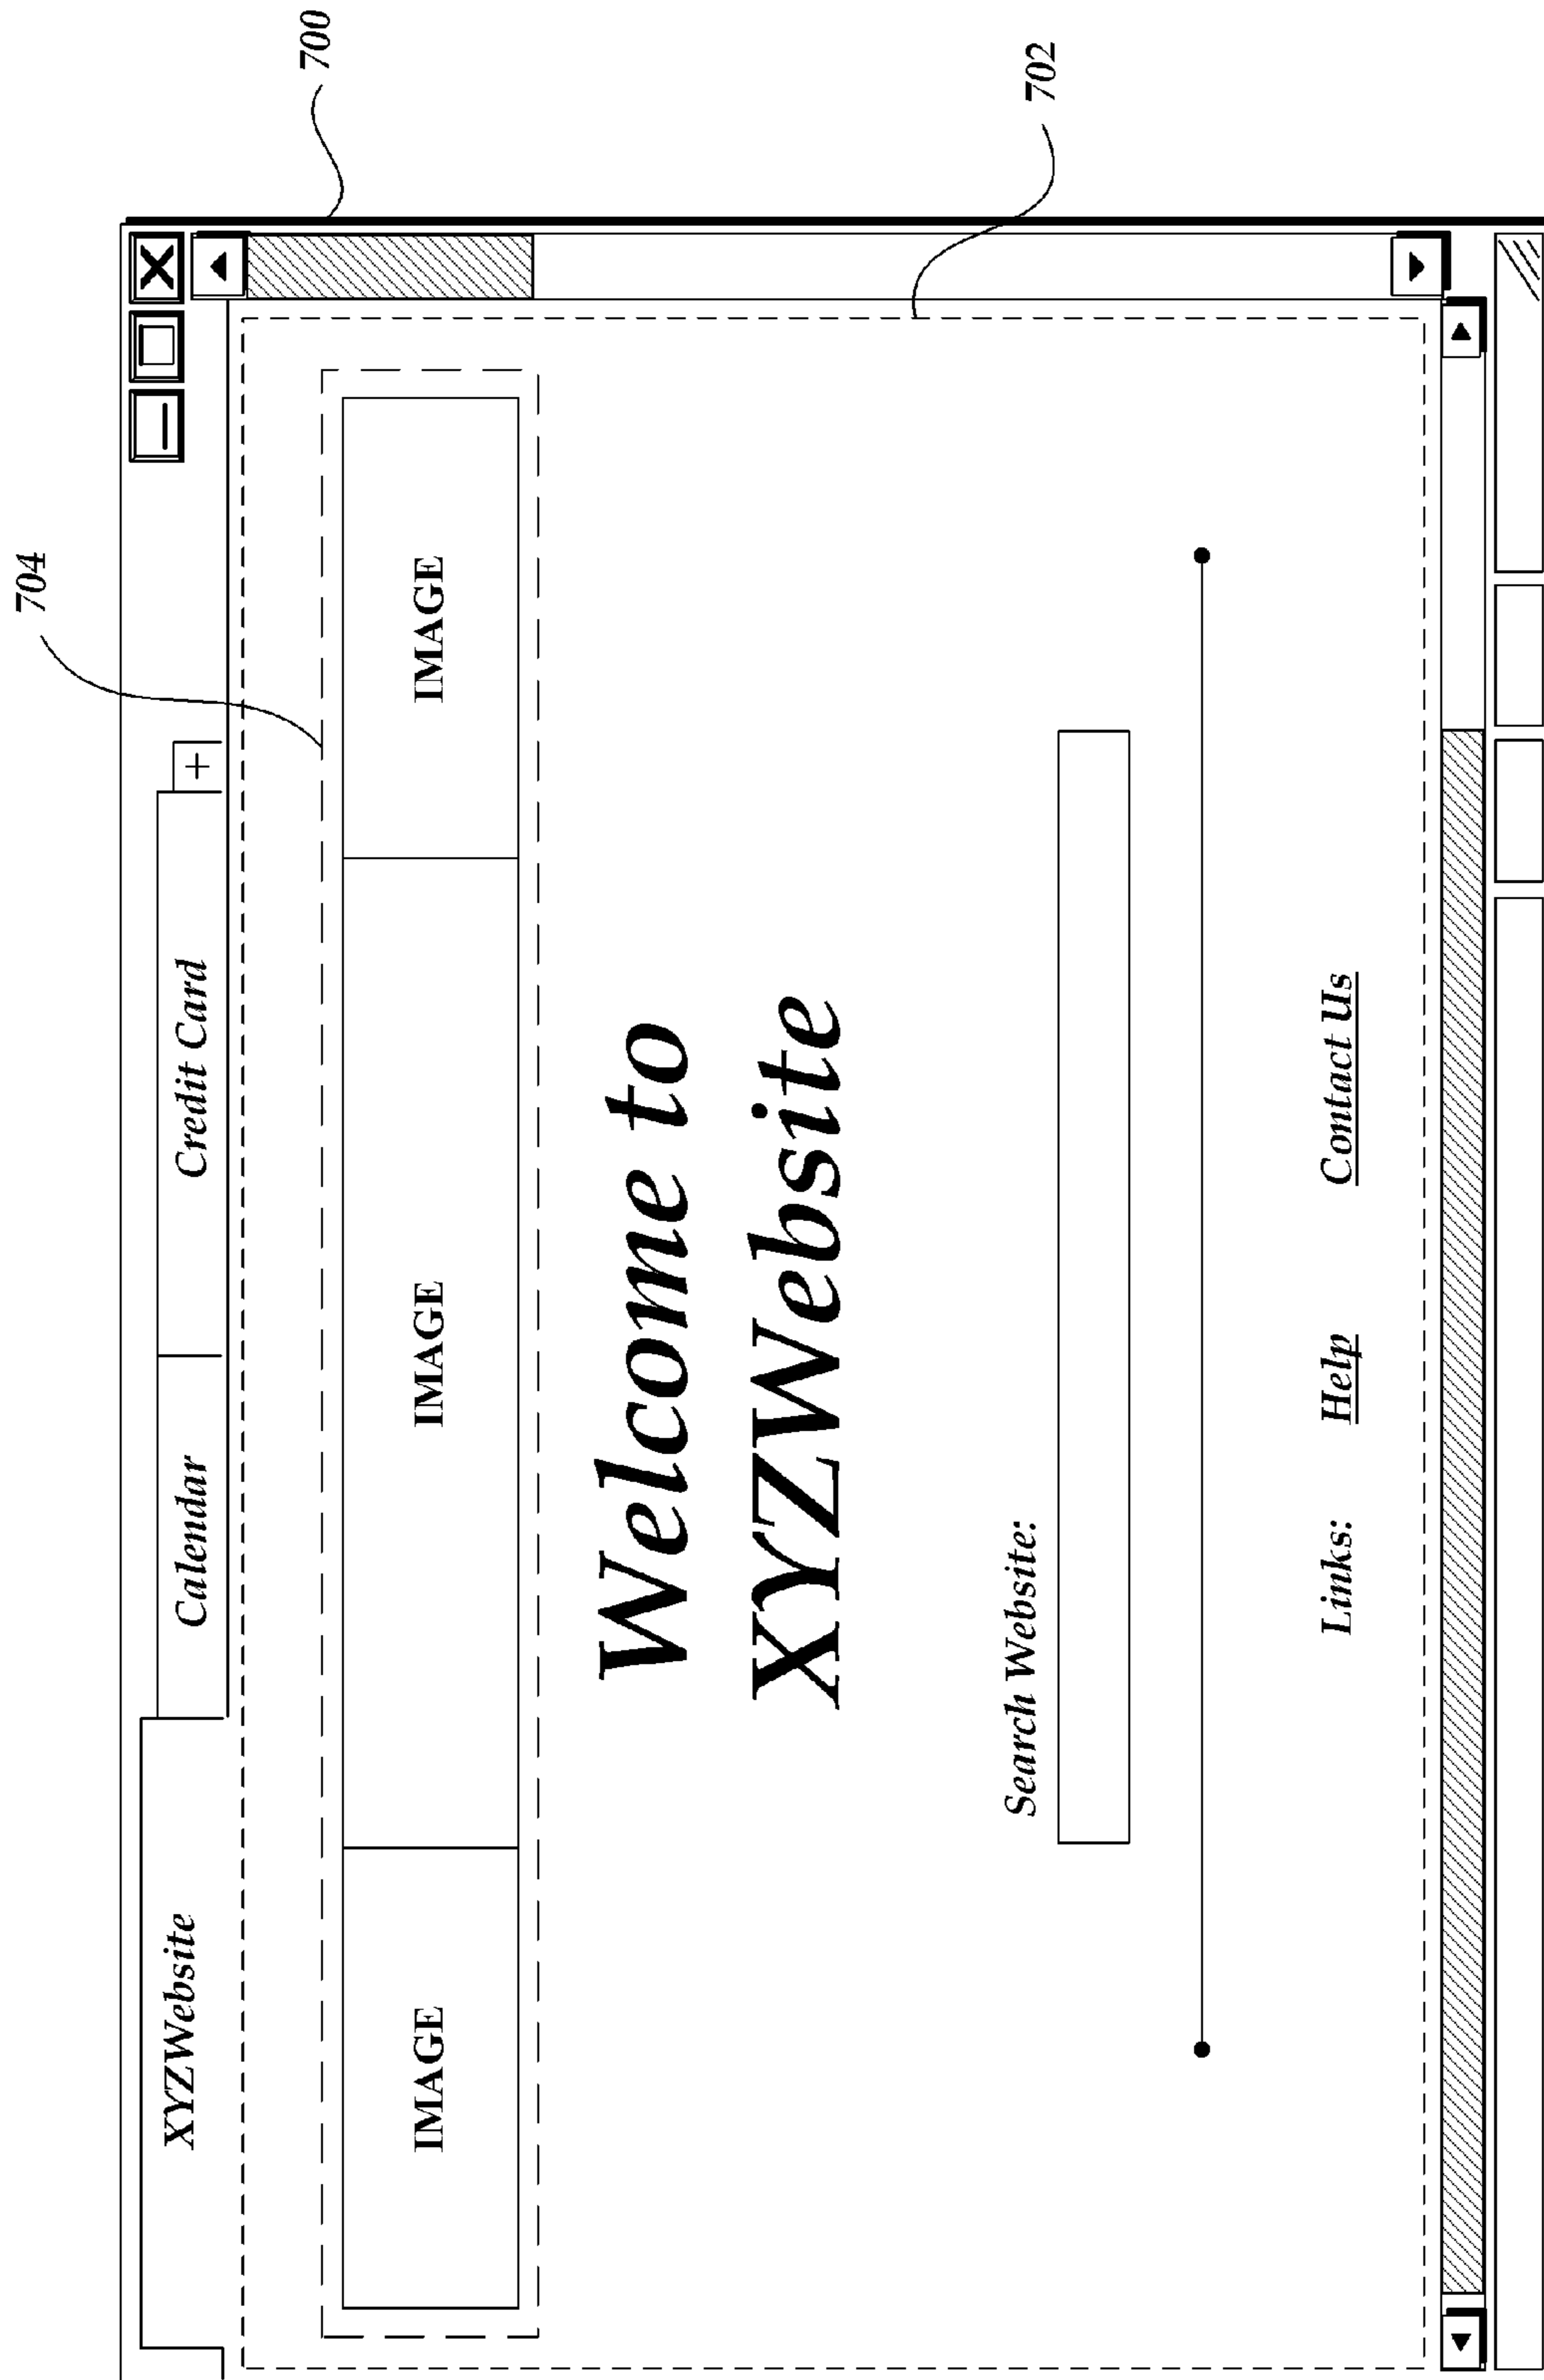 704
700
XYZWebsite
Calendar
Credit Card
+
IMAGE
IMAGE
IMAGE
Welcome to
XYZWebsite
702
Search Website:
Links:
Help
Contact Us